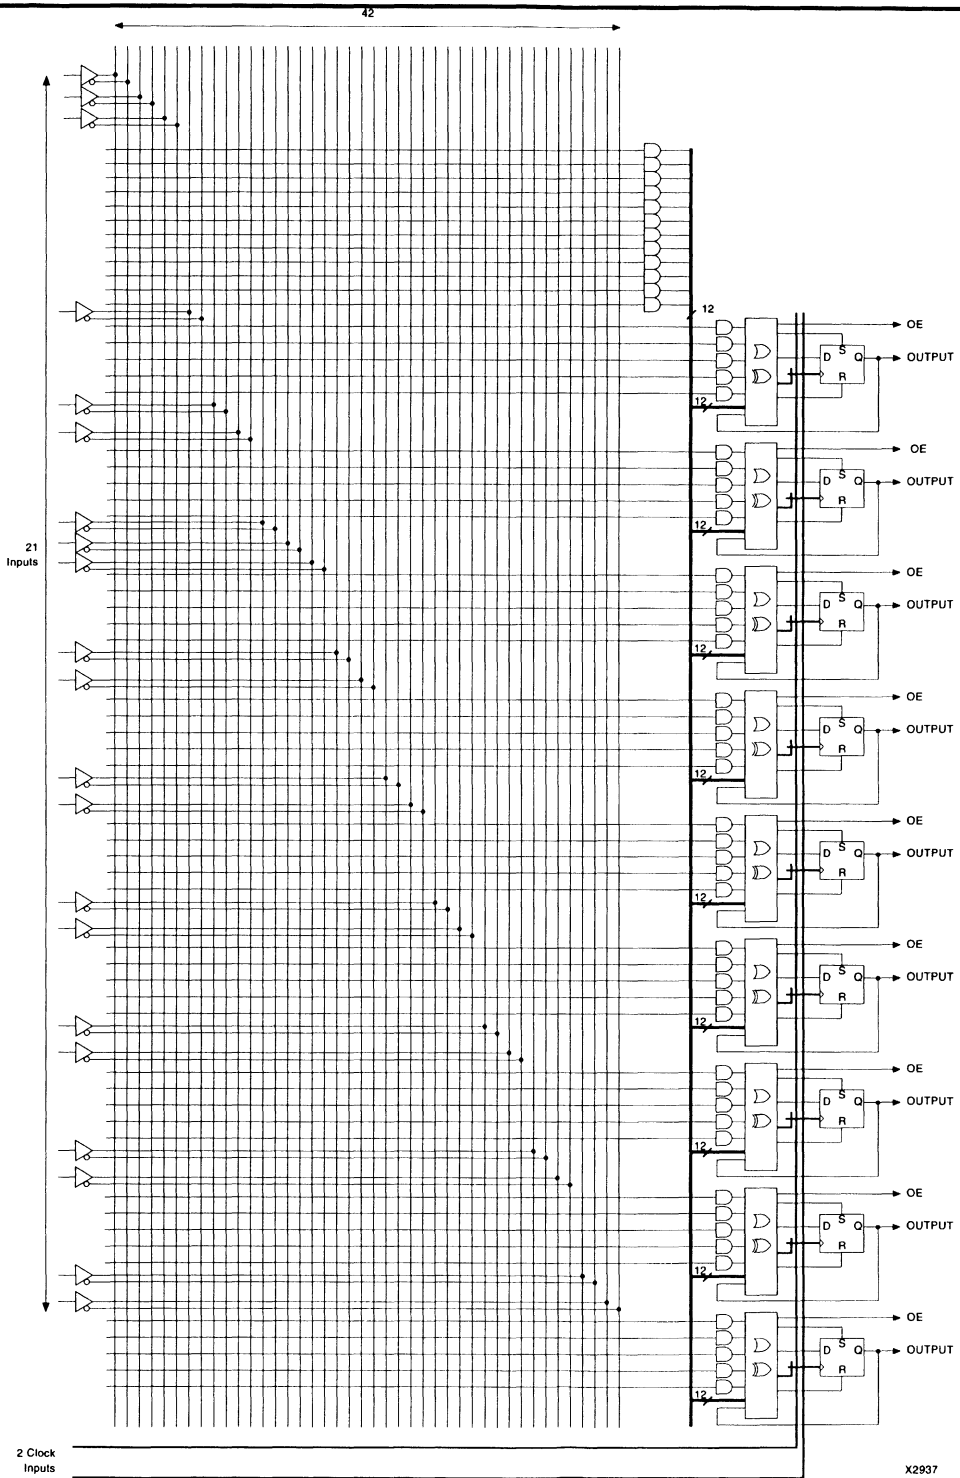 42
12
OE
D S Q
R
OUTPUT
12
OE
D S Q
R
OUTPUT
12
21
Inputs
OE
D S Q
R
OUTPUT
12
OE
D S Q
R
OUTPUT
12
OE
D S Q
R
OUTPUT
12
OE
D S Q
R
OUTPUT
12
OE
D S Q
R
OUTPUT
12
OE
D S Q
R
OUTPUT
12
OE
D S Q
R
OUTPUT
12
2 Clock
Inputs
X2937